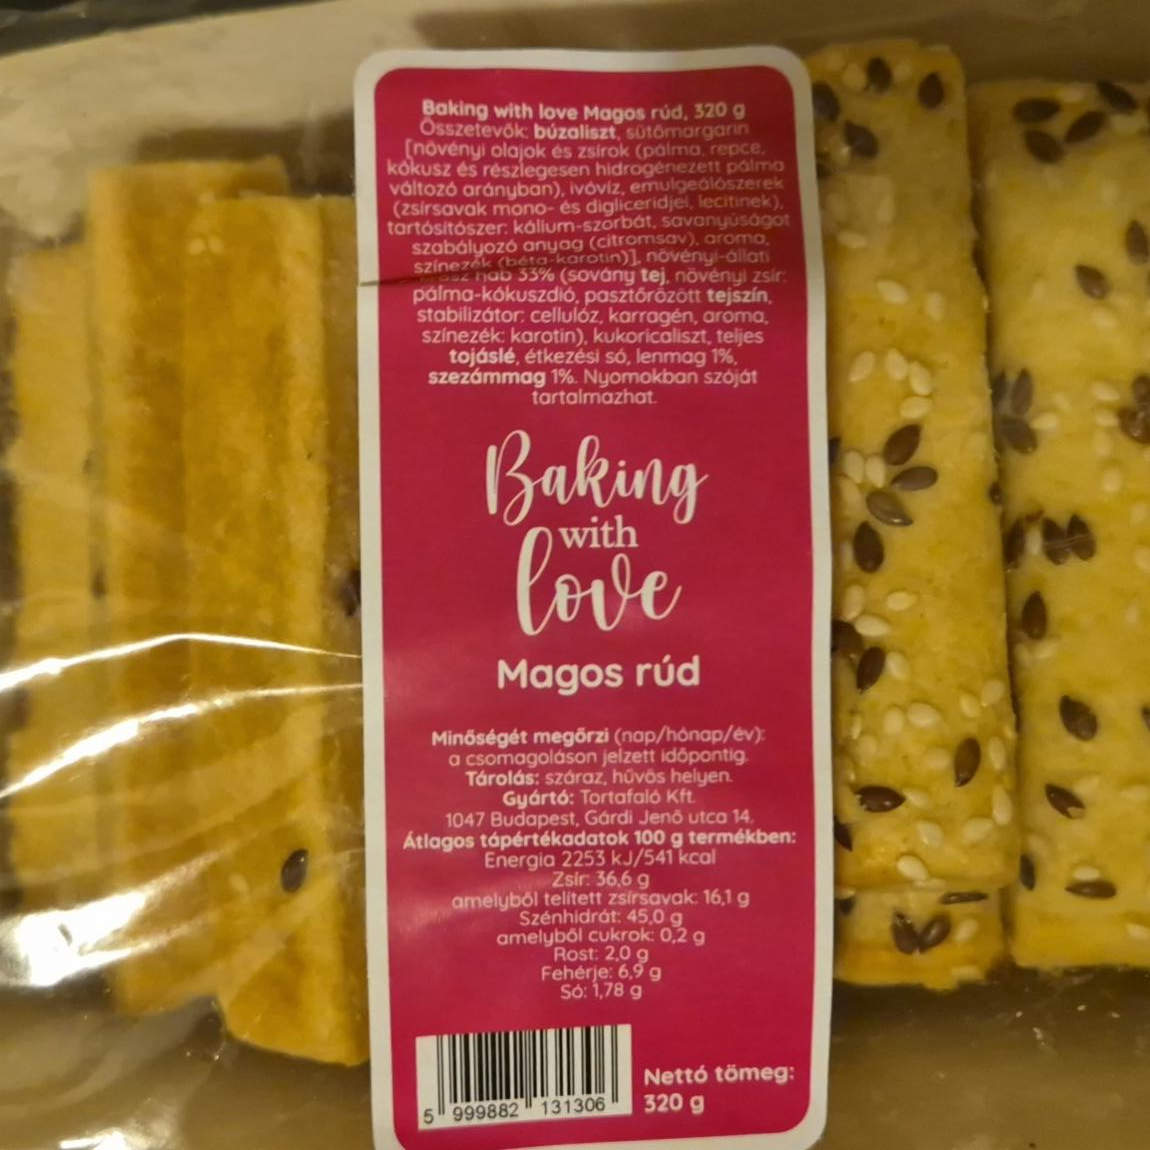 Baking with love Magos rúd, 320 g
Összetevők: búzaliszt, sütőmargarin
[növényi olajok és zsírok (pálma, repce,
kókusz és részlegesen hidrogénezett pálma
változó arányban), ivóvíz, emulgeálószerek
(zsírsavak mono- és digliceridjei, lecitinek),
tartósítószer: kálium-szorbát, savanyúságot
szabályozó anyag (citromsav), aroma,
színezék (béta-karotin)], növényi-állati
hab 33% (sovány tej, növényi zsír:
pálma-kókuszdió, pasztőrözött tejszín,
stabilizátor: cellulóz, karragén, aroma,
színezék: karotin), kukoricaliszt, teljes
tojáslé, étkezési só, lenmag 1%,
szezámmag 1%. Nyomokban szóját
tartalmazhat.
Baking
with
love
Magos rúd
Minőségét megőrzi (nap/hónap/év):
a csomagoláson jelzett időpontig.
Tárolás: száraz, hűvös helyen.
Gyártó: Tortafaló Kft.
1047 Budapest, Gárdi Jenő utca 14.
Átlagos tápértékadatok 100 g termékben:
Energia 2253 kJ/541 kcal
Zsír: 36,6 g
amelyből telített zsírsavak: 16,1 g
Szénhidrát: 45,0 g
amelyből cukrok: 0,2 g
Rost: 2,0 g
Fehérje: 6,9 g
Só: 1,78 g
5 999882 131306
Nettó tömeg:
320 g